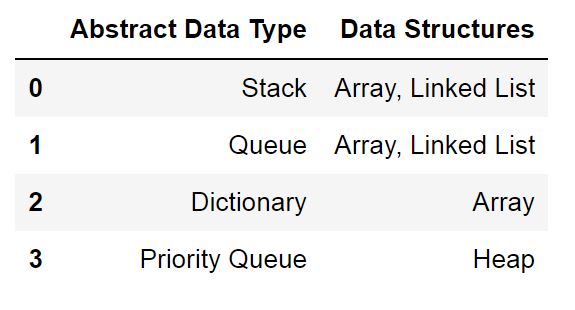 Abstract Data Type Data Structures
0 Stack Array, Linked List
1 Queue Array, Linked List
2 Dictionary Array
3 Priority Queue Heap